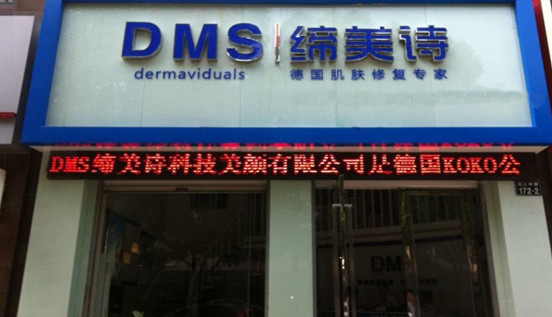 DMS 缔美诗
dermaviduals 德国肌肤修复专家
DMS缔美诗科技美颜有限公司是德国KOKO公
172-2
DM